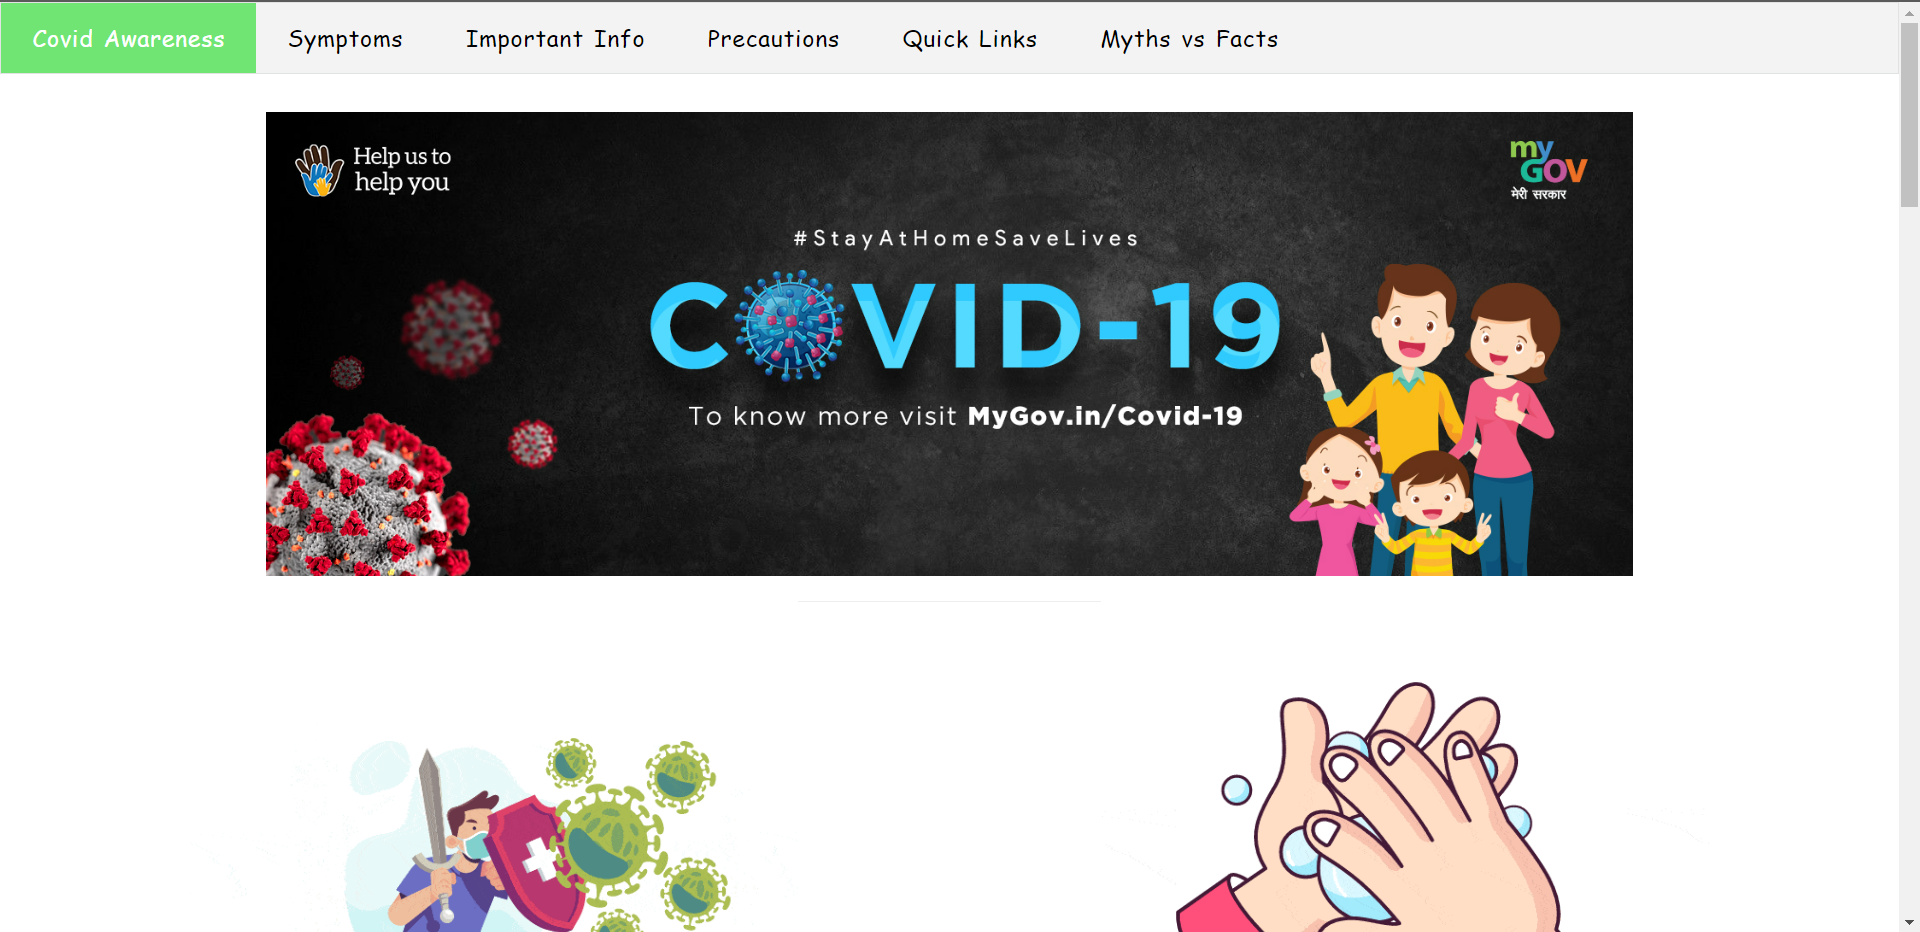 Covid Awareness
Symptoms
Important Info
Precautions
Quick Links
Myths vs Facts
Help us to
help you
my
GOV
मेरी सरकार
#StayAtHomeSaveLives
COVID-19
To know more visit MyGov.in/Covid-19